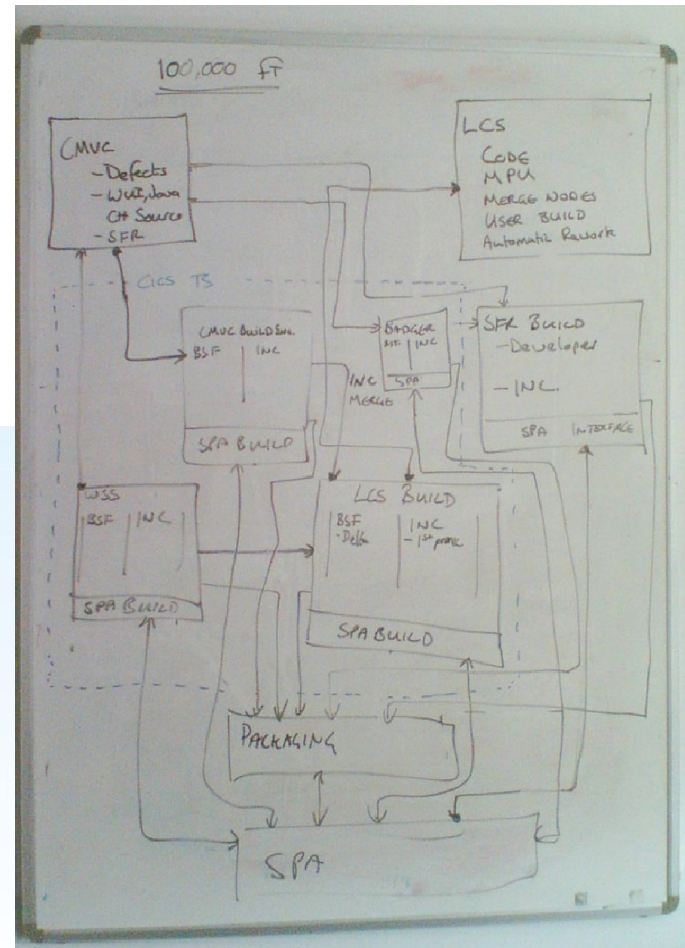 100,000 FT
CMVC
- Defects
- WUI, Java
C++ Source
- SFR
LCS
CODE
MPU
MERGE NODES
USER BUILD
Automatic Rework
CICS TS
CMVC BUILD
BSF INC
SPA BUILD
BADGER
INC
SPA
SFR BUILD
- Developer
- INC.
SPA INTERFACE
INC
MERGE
WSS
BSF INC
SPA BUILD
LCS BUILD
BSF INC
- Delta - 1st
SPA BUILD
PACKAGING
SPA